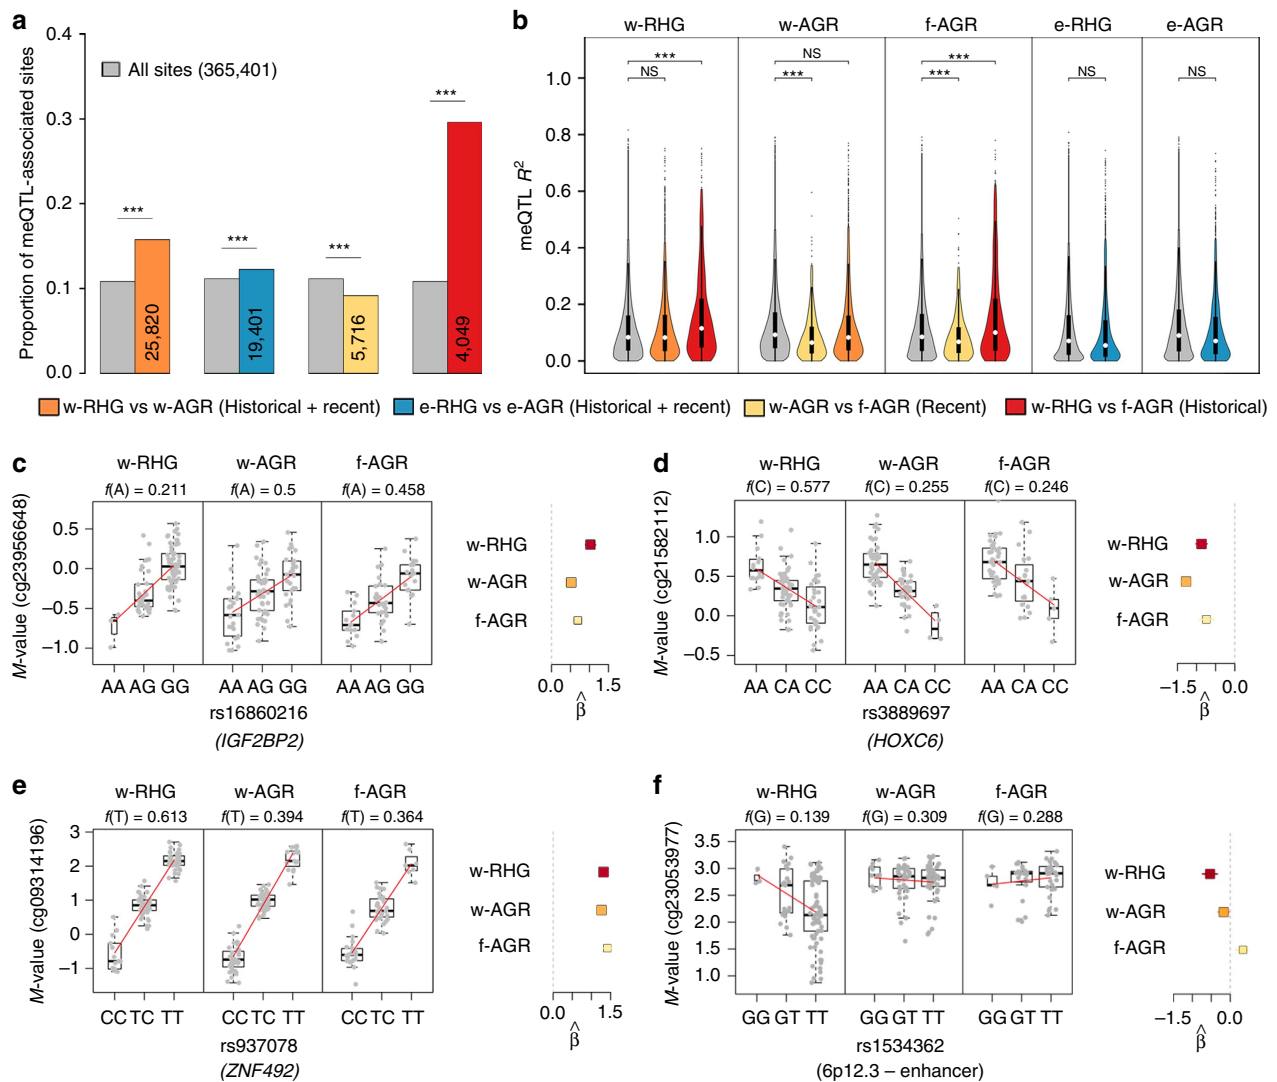 a
Proportion of meQTL-associated sites
0.4
0.3
0.2
0.1
0.0
All sites (365,401)
***
***
***
***
25,820
19,401
5,716
4,049
b
w-RHG w-AGR f-AGR e-RHG e-AGR
meQTL R²
1.0
0.8
0.6
0.4
0.2
0.0
*** NS *** NS
NS *** *** NS NS
w-RHG vs w-AGR (Historical + recent) e-RHG vs e-AGR (Historical + recent) w-AGR vs f-AGR (Recent) w-RHG vs f-AGR (Historical)
c
w-RHG w-AGR f-AGR
f(A) = 0.211 f(A) = 0.5 f(A) = 0.458
M-value (cg23956648)
0.5
0.0
−0.5
−1.0
AA AG GG AA AG GG AA AG GG
rs16860216
(IGF2BP2)
w-RHG
w-AGR
f-AGR
0.0 1.5
β̂
d
w-RHG w-AGR f-AGR
f(C) = 0.577 f(C) = 0.255 f(C) = 0.246
M-value (cg21582112)
1.0
0.5
0.0
−0.5
AA CA CC AA CA CC AA CA CC
rs3889697
(HOXC6)
w-RHG
w-AGR
f-AGR
−1.5 0.0
β̂
e
w-RHG w-AGR f-AGR
f(T) = 0.613 f(T) = 0.394 f(T) = 0.364
M-value (cg09314196)
3
2
1
0
−1
CC TC TT CC TC TT CC TC TT
rs937078
(ZNF492)
w-RHG
w-AGR
f-AGR
0.0 1.5
β̂
f
w-RHG w-AGR f-AGR
f(G) = 0.139 f(G) = 0.309 f(G) = 0.288
M-value (cg23053977)
3.5
3.0
2.5
2.0
1.5
1.0
GG GT TT GG GT TT GG GT TT
rs1534362
(6p12.3 – enhancer)
w-RHG
w-AGR
f-AGR
−1.5 0.0
β̂